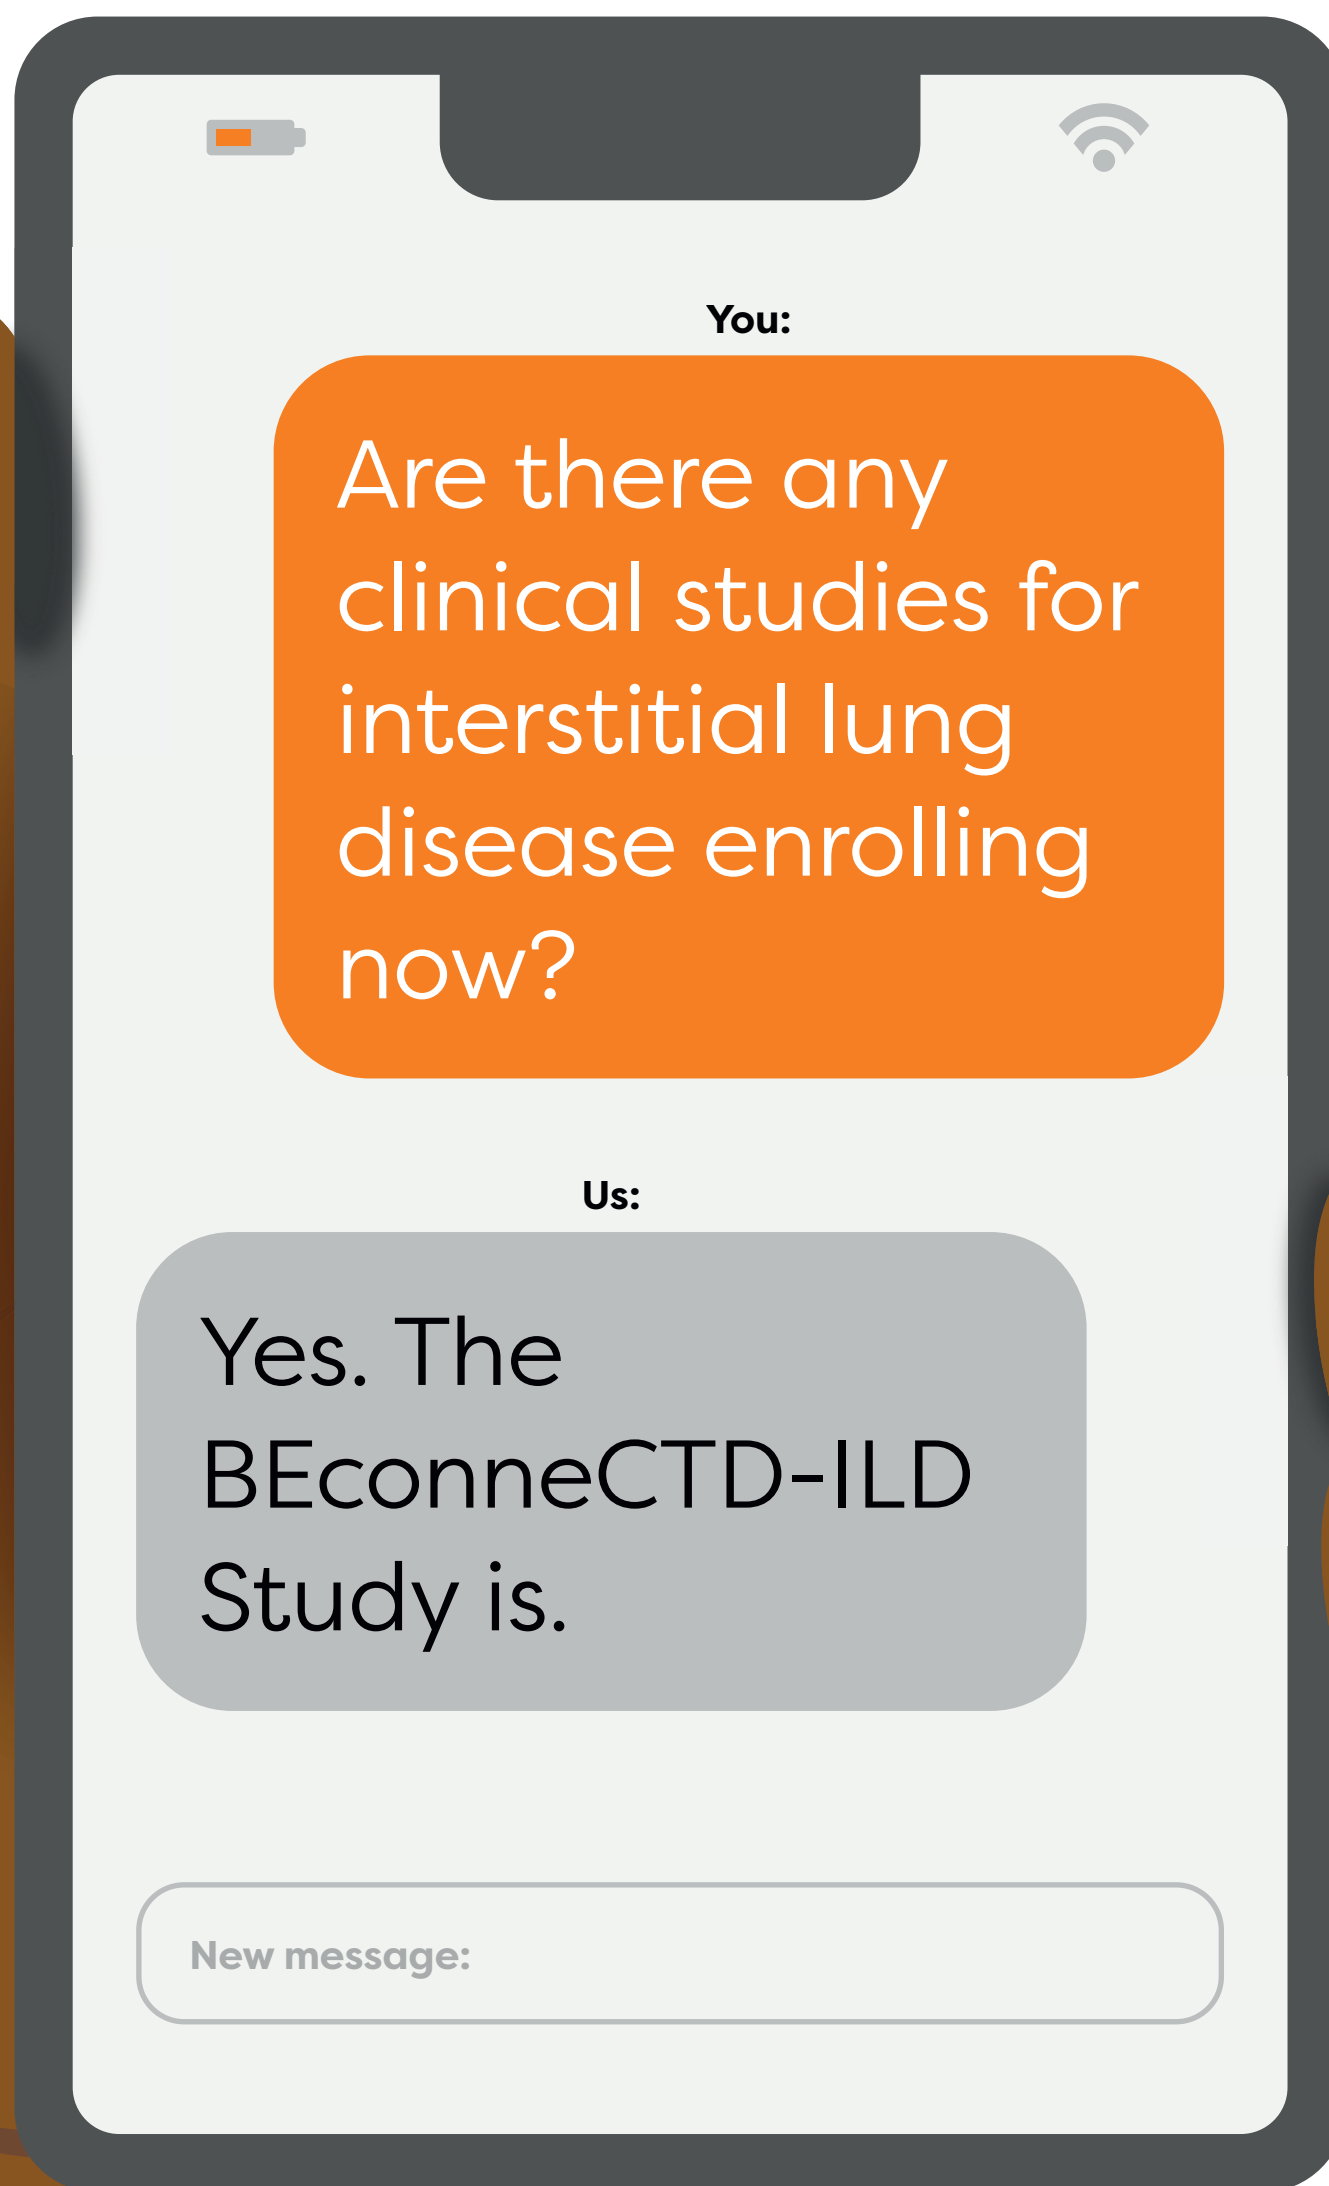 You:
Are there any
clinical studies for
interstitial lung
disease enrolling
now?
Us:
Yes. The
BEconneCTD-ILD
Study is.
New message: